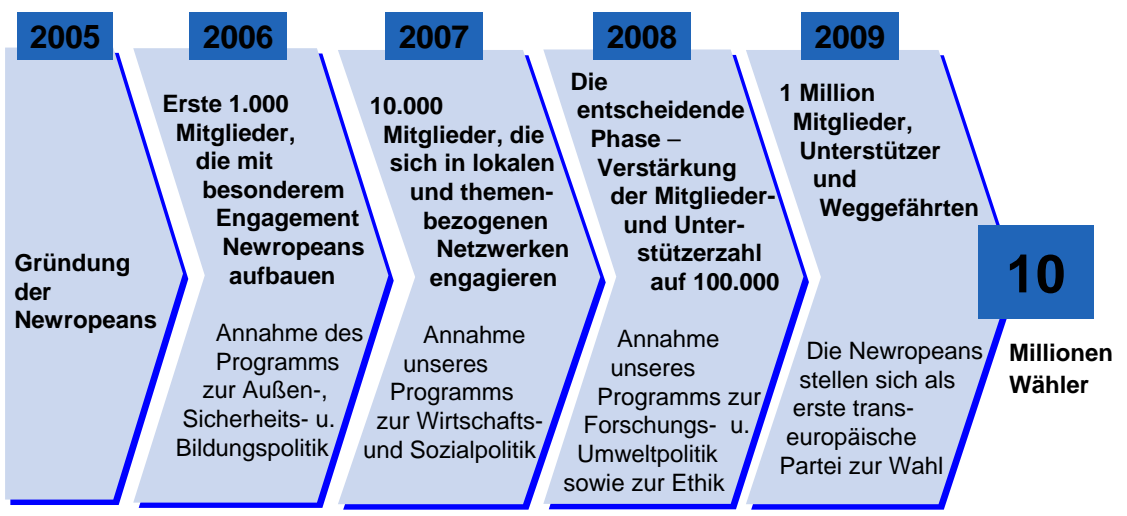 2005
Gründung
der
Newropeans
2006
Erste 1.000
Mitglieder,
die mit
besonderem
Engagement
Newropeans
aufbauen
Annahme des
Programms
zur Außen-,
Sicherheits- u.
Bildungspolitik
2007
10.000
Mitglieder, die
sich in lokalen
und themen-
bezogenen
Netzwerken
engagieren
Annahme
unseres
Programms
zur Wirtschafts-
und Sozialpolitik
2008
Die
entscheidende
Phase –
Verstärkung
der Mitglieder-
und Unter-
stützerzahl
auf 100.000
Annahme
unseres
Programms zur
Forschungs- u.
Umweltpolitik
sowie zur Ethik
2009
1 Million
Mitglieder,
Unterstützer
und
Weggefährten
Die Newropeans
stellen sich als
erste trans-
europäische
Partei zur Wahl
10
Millionen
Wähler